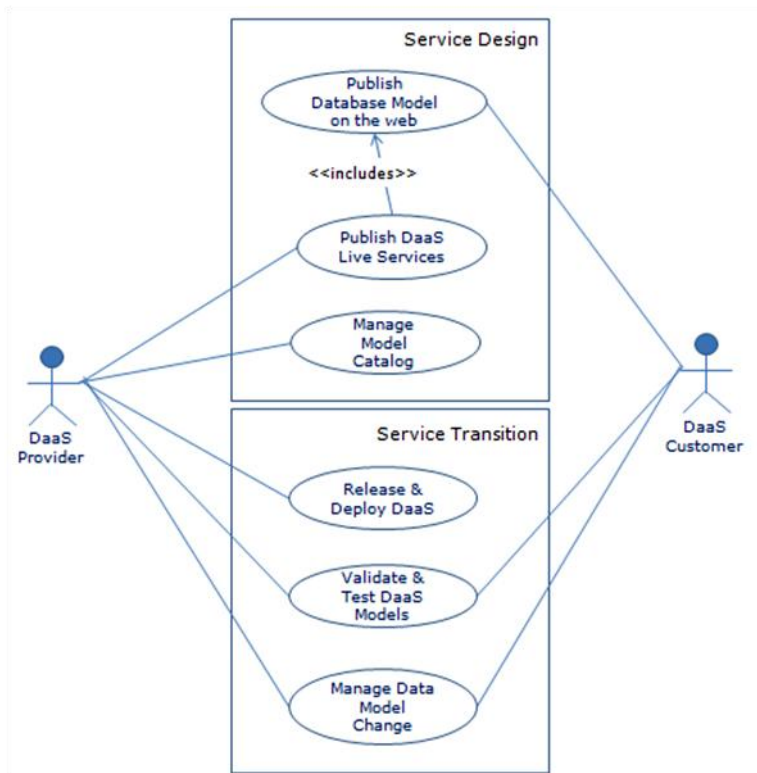 Service Design
Publish
Database Model
on the web
<<includes>>
Publish DaaS
Live Services
Manage
Model
Catalog
DaaS
Provider
DaaS
Customer
Service Transition
Release &
Deploy DaaS
Validate &
Test DaaS
Models
Manage Data
Model
Change